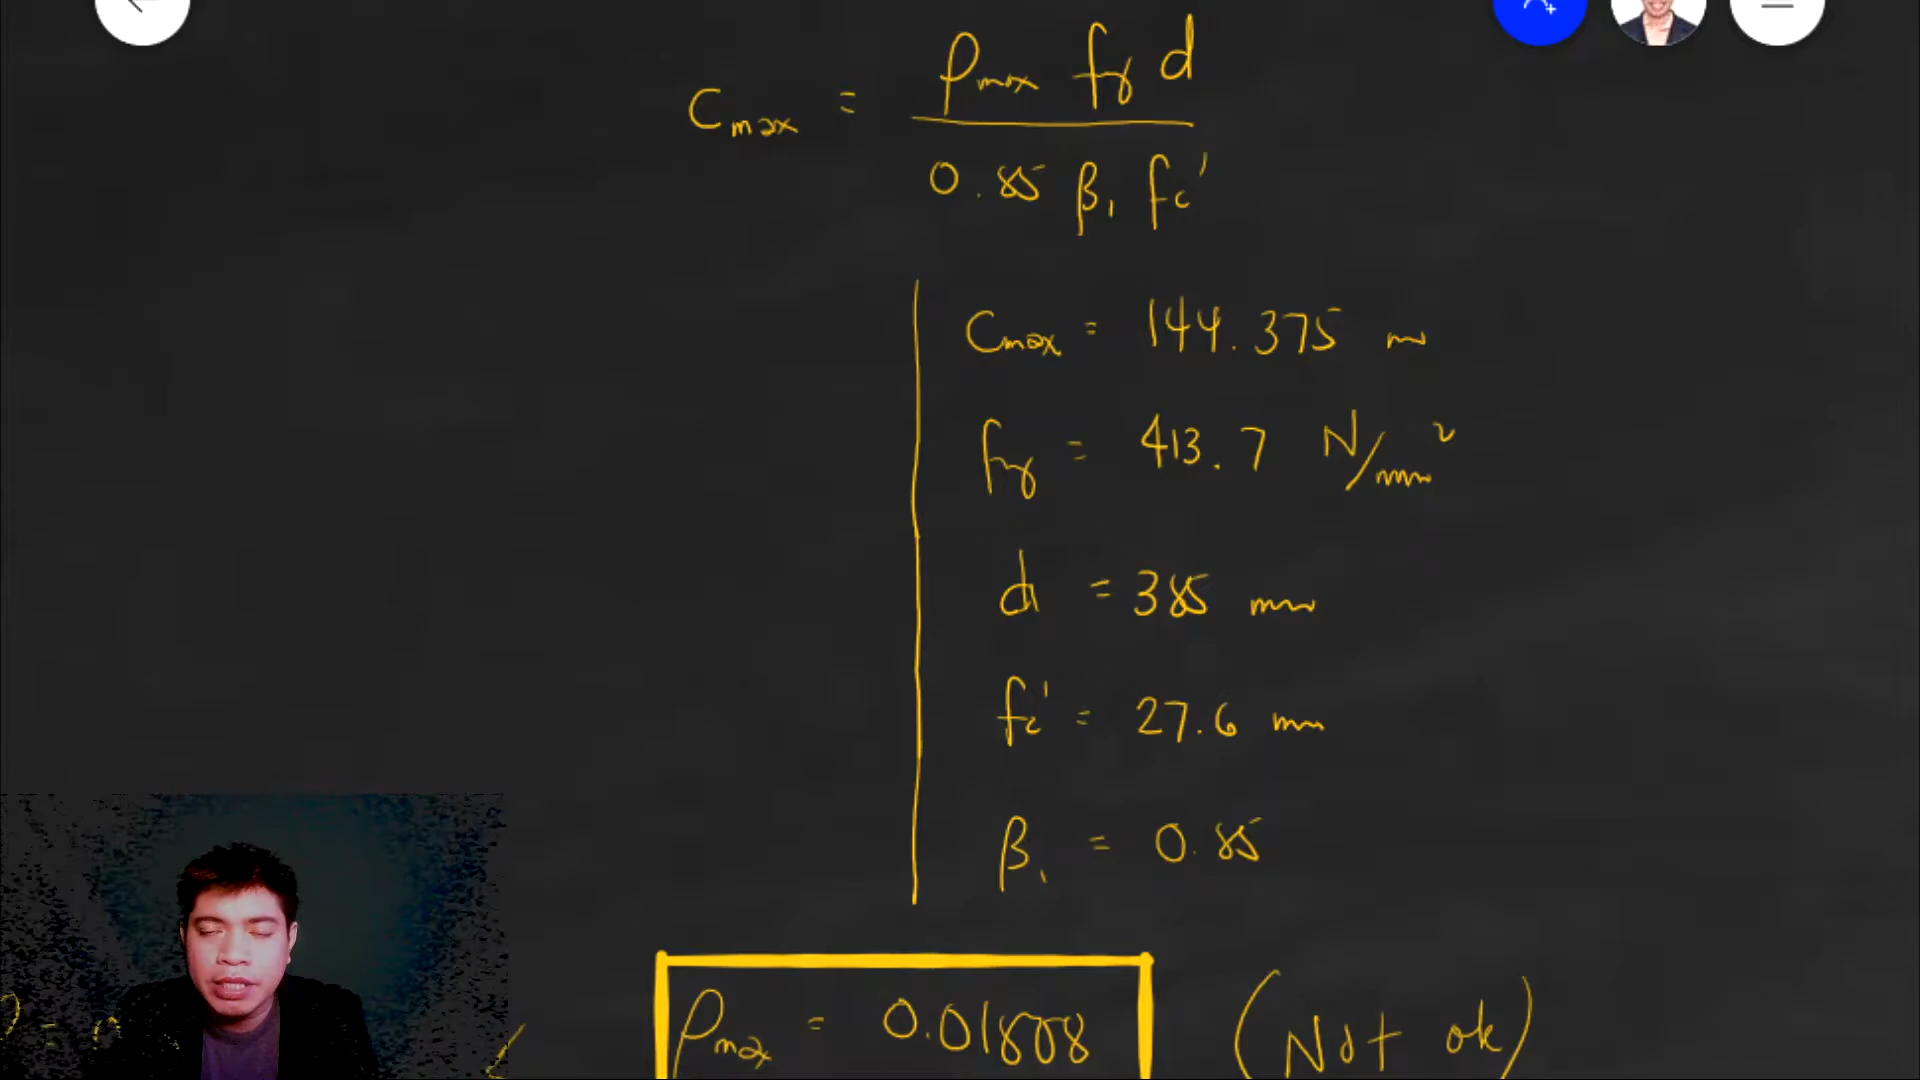 Cmax = ρmax fy d
0.85 β1 fc'
Cmax = 144.375 m
fy = 413.7 N/mm²
d = 385 mm
fc' = 27.6 mm
β1 = 0.85
ρmax = 0.01808 (Not ok)